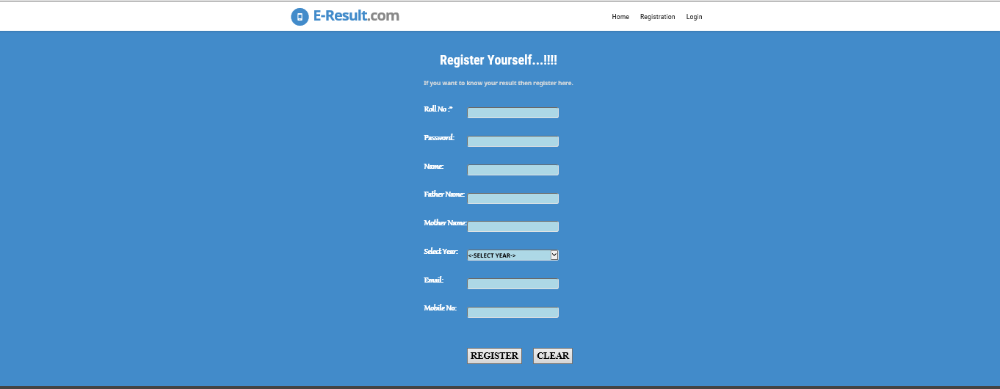 E-Result.com
Home Registration Login
Register Yourself...!!!!
If you want to know your result then register here.
Roll No :*
Password:
Name:
Father Name:
Mother Name:
Select Year: <-SELECT YEAR->
Email:
Mobile No:
REGISTER CLEAR